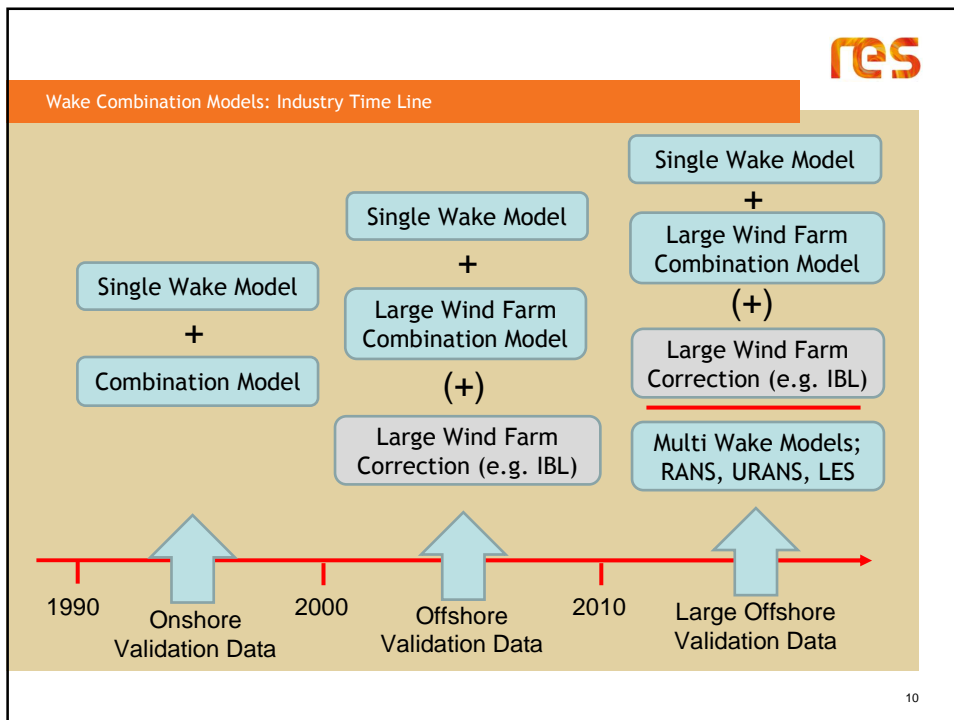 res
Wake Combination Models: Industry Time Line
Single Wake Model
+
Combination Model
Single Wake Model
+
Large Wind Farm
Combination Model
(+)
Large Wind Farm
Correction (e.g. IBL)
Single Wake Model
+
Large Wind Farm
Combination Model
(+)
Large Wind Farm
Correction (e.g. IBL)
Multi Wake Models;
RANS, URANS, LES
1990
2000
2010
Onshore
Validation Data
Offshore
Validation Data
Large Offshore
Validation Data
10